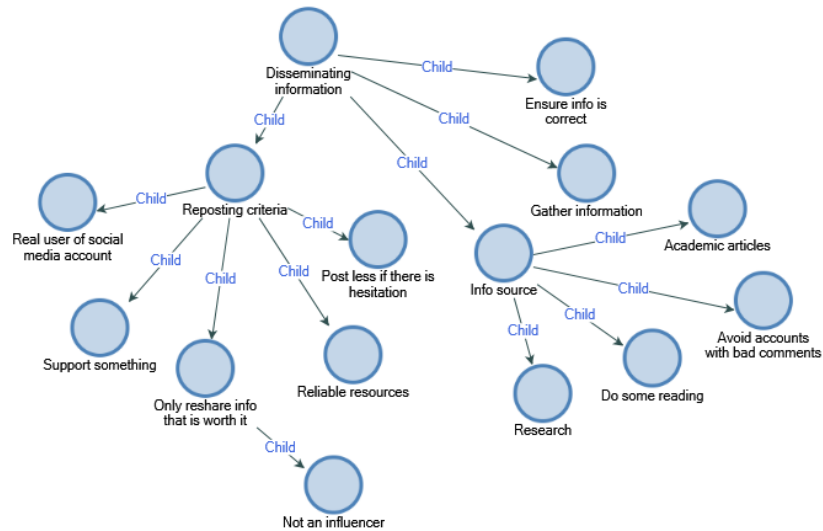 Disseminating
information
Child
Ensure info is
correct
Child
Child
Child
Gather information
Child
Real user of social
media account
Reposting criteria
Child
Post less if there is
hesitation
Child
Academic articles
Info source
Child
Child
Child
Child
Avoid accounts
with bad comments
Child
Child
Support something
Child
Only reshare info
that is worth it
Reliable resources
Do some reading
Research
Child
Not an influencer